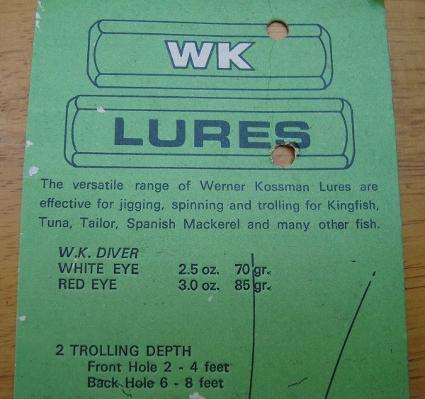 WK
LURES
The versatile range of Werner Kossman Lures are
effective for jigging, spinning and trolling for Kingfish,
Tuna, Tailor, Spanish Mackerel and many other fish.
W.K. DIVER
WHITE EYE 2.5 oz. 70 gr.
RED EYE 3.0 oz. 85 gr.
2 TROLLING DEPTH
Front Hole 2 - 4 feet
Back Hole 6 - 8 feet